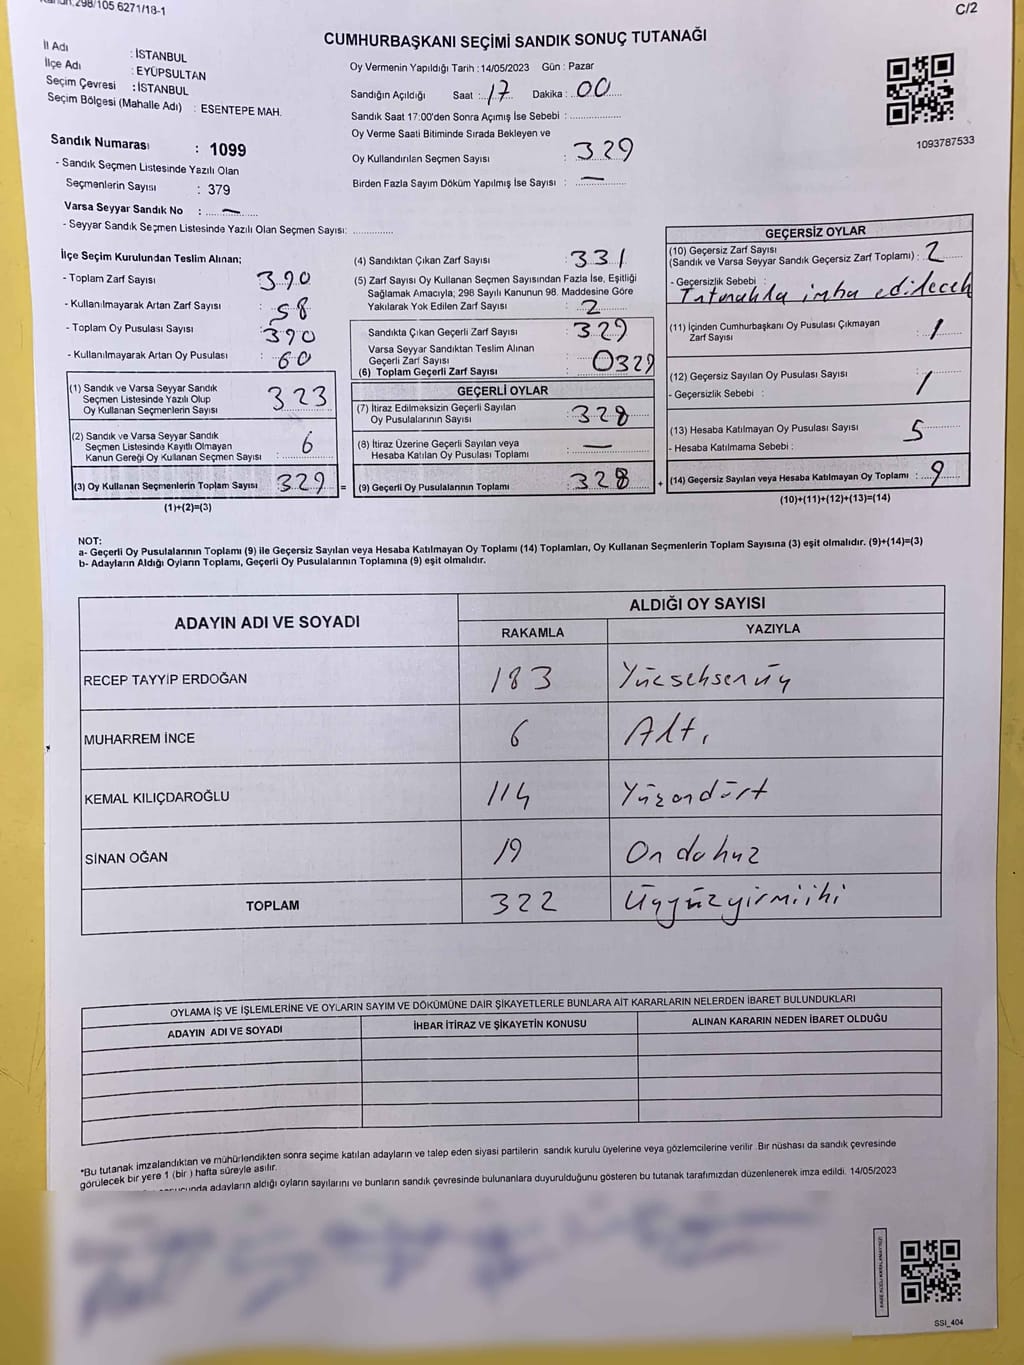 298/105 6271/18-1
C/2
CUMHURBAŞKANI SEÇİMİ SANDIK SONUÇ TUTANAĞI
İl Adı : İSTANBUL
İlçe Adı : EYÜPSULTAN
Seçim Çevresi : İSTANBUL
Seçim Bölgesi (Mahalle Adı) : ESENTEPE MAH.
Oy Vermenin Yapıldığı Tarih : 14/05/2023 Gün : Pazar
Sandığın Açıldığı Saat : 17 Dakika : 00
Sandık Saat 17:00'den Sonra Açımış İse Sebebi :
Oy Verme Saati Bitiminde Sırada Bekleyen ve
Oy Kullandırılan Seçmen Sayısı : 329
Birden Fazla Sayım Döküm Yapılmış İse Sayısı : —
1093787533
Sandık Numarası : 1099
- Sandık Seçmen Listesinde Yazılı Olan
Seçmenlerin Sayısı : 379
Varsa Seyyar Sandık No : —
- Seyyar Sandık Seçmen Listesinde Yazılı Olan Seçmen Sayısı:
İlçe Seçim Kurulundan Teslim Alınan;
- Toplam Zarf Sayısı : 390
- Kullanılmayarak Artan Zarf Sayısı : 58
- Toplam Oy Pusulası Sayısı : 390
- Kullanılmayarak Artan Oy Pusulası : 60
(1) Sandık ve Varsa Seyyar Sandık
Seçmen Listesinde Yazılı Olup
Oy Kullanan Seçmenlerin Sayısı : 323
(2) Sandık ve Varsa Seyyar Sandık
Seçmen Listesinde Kayıtlı Olmayan
Kanun Gereği Oy Kullanan Seçmen Sayısı : 6
(3) Oy Kullanan Seçmenlerin Toplam Sayısı : 329 =
(1)+(2)=(3)
(4) Sandıktan Çıkan Zarf Sayısı : 331
(5) Zarf Sayısı Oy Kullanan Seçmen Sayısından Fazla İse, Eşitliği
Sağlamak Amacıyla; 298 Sayılı Kanunun 98. Maddesine Göre
Yakılarak Yok Edilen Zarf Sayısı : 2
Sandıkta Çıkan Geçerli Zarf Sayısı : 329
Varsa Seyyar Sandıktan Teslim Alınan
Geçerli Zarf Sayısı : 0
(6) Toplam Geçerli Zarf Sayısı : 329
GEÇERLİ OYLAR
(7) İtiraz Edilmeksizin Geçerli Sayılan
Oy Pusulalarının Sayısı : 328
(8) İtiraz Üzerine Geçerli Sayılan veya
Hesaba Katılan Oy Pusulası Toplamı : —
(9) Geçerli Oy Pusulalarının Toplamı : 328 +
GEÇERSİZ OYLAR
(10) Geçersiz Zarf Sayısı
(Sandık ve Varsa Seyyar Sandık Geçersiz Zarf Toplamı) : 2
- Geçersizlik Sebebi :
Tutanakla imha edilecek
(11) İçinden Cumhurbaşkanı Oy Pusulası Çıkmayan
Zarf Sayısı : 1
(12) Geçersiz Sayılan Oy Pusulası Sayısı : 1
- Geçersizlik Sebebi :
(13) Hesaba Katılmayan Oy Pusulası Sayısı : 5
- Hesaba Katılmama Sebebi :
(14) Geçersiz Sayılan veya Hesaba Katılmayan Oy Toplamı : 9
(10)+(11)+(12)+(13)=(14)
NOT:
a- Geçerli Oy Pusulalarının Toplamı (9) ile Geçersiz Sayılan veya Hesaba Katılmayan Oy Toplamı (14) Toplamları, Oy Kullanan Seçmenlerin Toplam Sayısına (3) eşit olmalıdır. (9)+(14)=(3)
b- Adayların Aldığı Oyların Toplamı, Geçerli Oy Pusulalarının Toplamına (9) eşit olmalıdır.
ADAYIN ADI VE SOYADI
ALDIĞI OY SAYISI
RAKAMLA YAZIYLA
RECEP TAYYİP ERDOĞAN 183 Yücseksenüç
MUHARREM İNCE 6 Altı
KEMAL KILIÇDAROĞLU 114 Yüzondört
SİNAN OĞAN 19 On dokuz
TOPLAM 322 Üçyüzyirmiiki
OYLAMA İŞ VE İŞLEMLERİNE VE OYLARIN SAYIM VE DÖKÜMÜNE DAİR ŞİKAYETLERLE BUNLARA AİT KARARLARIN NELERDEN İBARET BULUNDUKLARI
ADAYIN ADI VE SOYADI İHBAR İTİRAZ VE ŞİKAYETİN KONUSU ALINAN KARARIN NEDEN İBARET OLDUĞU
*Bu tutanak imzalandıktan ve mühürlendikten sonra seçime katılan adayların ve talep eden siyasi partilerin sandık kurulu üyelerine veya gözlemcilerine verilir. Bir nüshası da sandık çevresinde
görülecek bir yere 1 (bir ) hafta süreyle asılır.
adayların aldığı oyların sayılarını ve bunların sandık çevresinde bulunanlara duyurulduğunu gösteren bu tutanak tarafımızdan düzenlenerek imza edildi. 14/05/2023
SSI_404